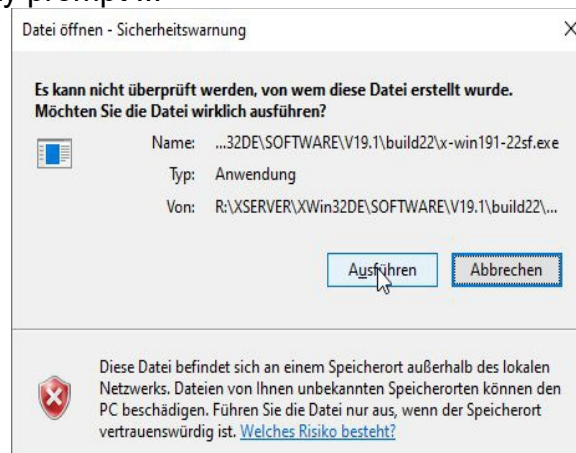 prompt ...
Datei öffnen - Sicherheitswarnung
Es kann nicht überprüft werden, von wem diese Datei erstellt wurde.
Möchten Sie die Datei wirklich ausführen?
Name: ...32DE\SOFTWARE\V19.1\build22\x-win191-22sf.exe
Typ: Anwendung
Von: R:\XSERVER\XWin32DE\SOFTWARE\V19.1\build22\...
Ausführen Abbrechen
Diese Datei befindet sich an einem Speicherort außerhalb des lokalen
Netzwerks. Dateien von Ihnen unbekannten Speicherorten können den
PC beschädigen. Führen Sie die Datei nur aus, wenn der Speicherort
vertrauenswürdig ist. Welches Risiko besteht?